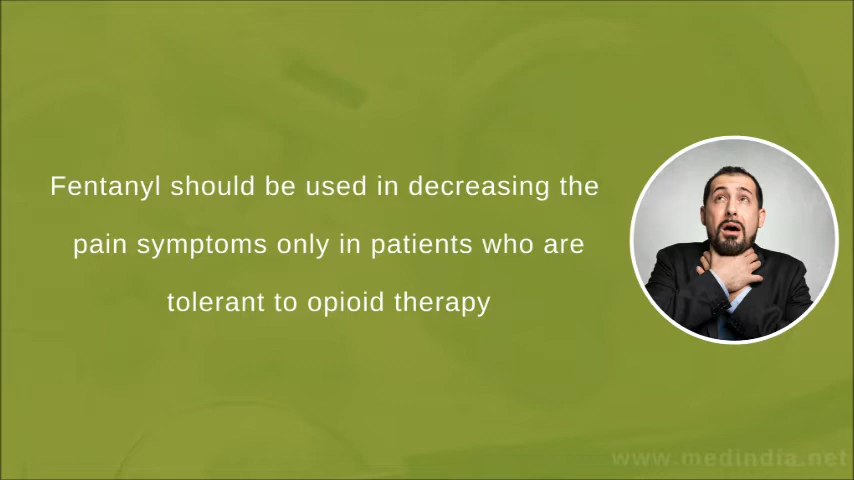 Fentanyl should be used in decreasing the
pain symptoms only in patients who are
tolerant to opioid therapy
www.medindia.net